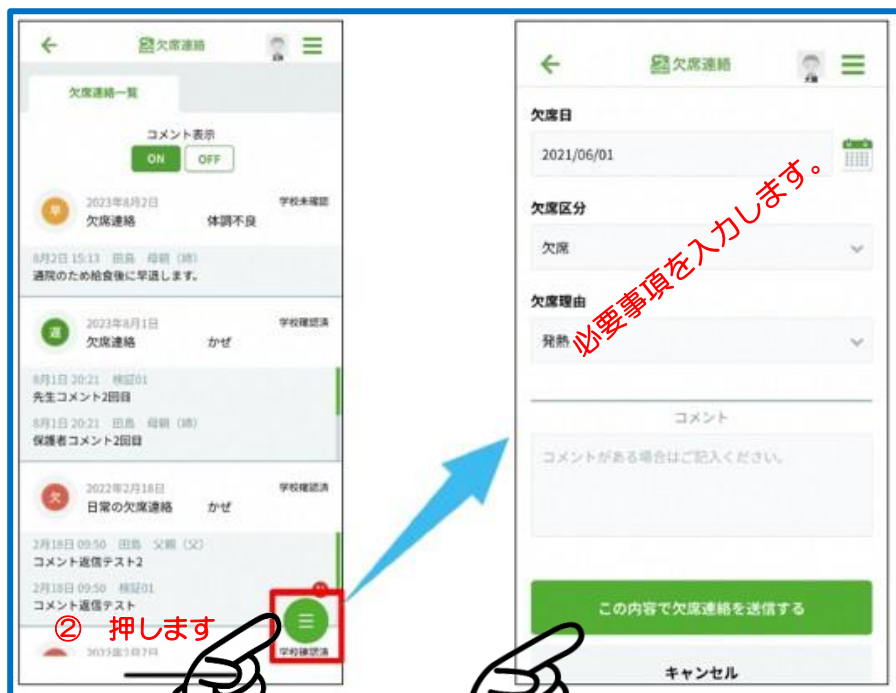 欠席連絡
欠席連絡一覧
コメント表示
ON OFF
早
2023年8月2日 学校未確認
欠席連絡 体調不良
8月2日 15:13 田島 母親（姉）
通院のため給食後に早退します。
遅
2023年8月1日 学校確認済
欠席連絡 かぜ
8月1日 20:21 検証01
先生コメント2回目
8月1日 20:21 田島 母親（姉）
保護者コメント2回目
欠
2022年2月18日 学校確認済
日常の欠席連絡 かぜ
2月18日 09:50 田島 父親（父）
コメント返信テスト2
2月18日 09:50 検証01
コメント返信テスト
② 押します
2022年2月7日 学校確認済
欠席連絡
欠席日
2021/06/01
欠席区分
欠席
欠席理由
発熱
必要事項を入力します。
コメント
コメントがある場合はご記入ください。
この内容で欠席連絡を送信する
キャンセル